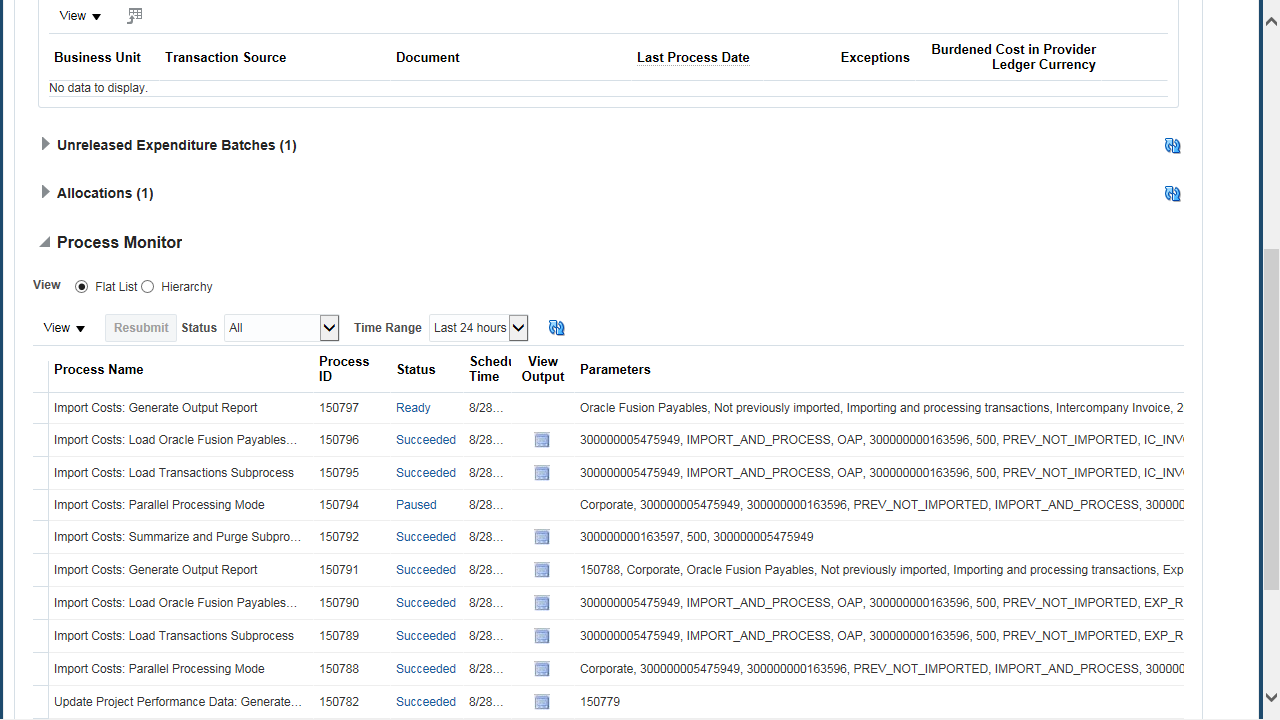 View
Business Unit Transaction Source Document Last Process Date Exceptions Burdened Cost in Provider Ledger Currency
No data to display.
Unreleased Expenditure Batches (1)
Allocations (1)
Process Monitor
View Flat List Hierarchy
View Resubmit Status All Time Range Last 24 hours
Process Name Process ID Status Schedu Time View Output Parameters
Import Costs: Generate Output Report 150797 Ready 8/28... Oracle Fusion Payables, Not previously imported, Importing and processing transactions, Intercompany Invoice, 2
Import Costs: Load Oracle Fusion Payables... 150796 Succeeded 8/28... 300000005475949, IMPORT_AND_PROCESS, OAP, 300000000163596, 500, PREV_NOT_IMPORTED, IC_INV
Import Costs: Load Transactions Subprocess 150795 Succeeded 8/28... 300000005475949, IMPORT_AND_PROCESS, OAP, 300000000163596, 500, PREV_NOT_IMPORTED, IC_INV
Import Costs: Parallel Processing Mode 150794 Paused 8/28... Corporate, 300000005475949, 300000000163596, PREV_NOT_IMPORTED, IMPORT_AND_PROCESS, 300000
Import Costs: Summarize and Purge Subpro... 150792 Succeeded 8/28... 300000000163597, 500, 300000005475949
Import Costs: Generate Output Report 150791 Succeeded 8/28... 150788, Corporate, Oracle Fusion Payables, Not previously imported, Importing and processing transactions, Exp
Import Costs: Load Oracle Fusion Payables... 150790 Succeeded 8/28... 300000005475949, IMPORT_AND_PROCESS, OAP, 300000000163596, 500, PREV_NOT_IMPORTED, EXP_R
Import Costs: Load Transactions Subprocess 150789 Succeeded 8/28... 300000005475949, IMPORT_AND_PROCESS, OAP, 300000000163596, 500, PREV_NOT_IMPORTED, EXP_R
Import Costs: Parallel Processing Mode 150788 Succeeded 8/28... Corporate, 300000005475949, 300000000163596, PREV_NOT_IMPORTED, IMPORT_AND_PROCESS, 300000
Update Project Performance Data: Generate... 150782 Succeeded 8/28... 150779